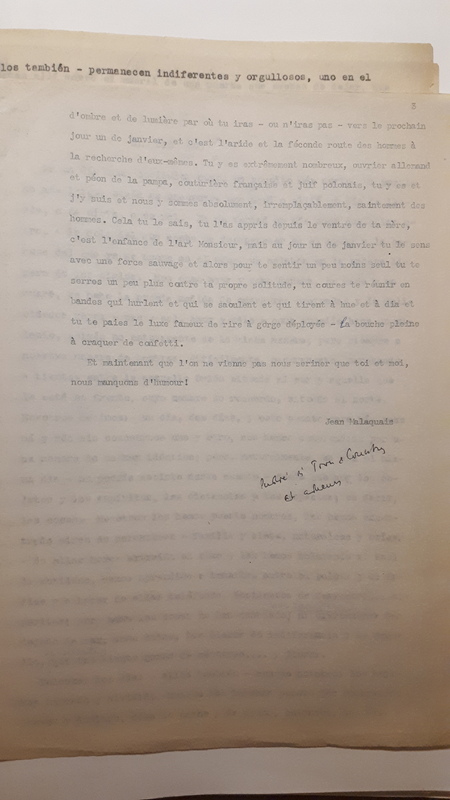 los también - permanecen indiferentes y orgullosos, uno en el
d'ombre et de lumière par où tu iras - ou n'iras pas - vers le prochain
jour un de janvier, et c'est l'aride et la féconde route des hommes à
la recherche d'eux-mêmes. Tu y es extrêmement nombreux, ouvrier allemand
et péon de la pampa, couturière française et juif polonais, tu y es et
j'y suis et nous y sommes absolument, irremplaçablement, saintement des
hommes. Cela tu le sais, tu l'as appris depuis le ventre de ta mère,
c'est l'enfance de l'art Monsieur, mais au jour un de janvier tu le sens
avec une force sauvage et alors pour te sentir un peu moins seul tu te
serres un peu plus contre ta propre solitude, tu coures te réunir en
bandes qui hurlent et qui se saoulent et qui tirent à hue et à dia et
tu te paies le luxe fameux de rire à gorge déployée - la bouche pleine
à craquer de confetti.
Et maintenant que l'on ne vienne pas nous seriner que toi et moi,
nous manquons d'humour!
Jean Malaquais
Town & Country
et